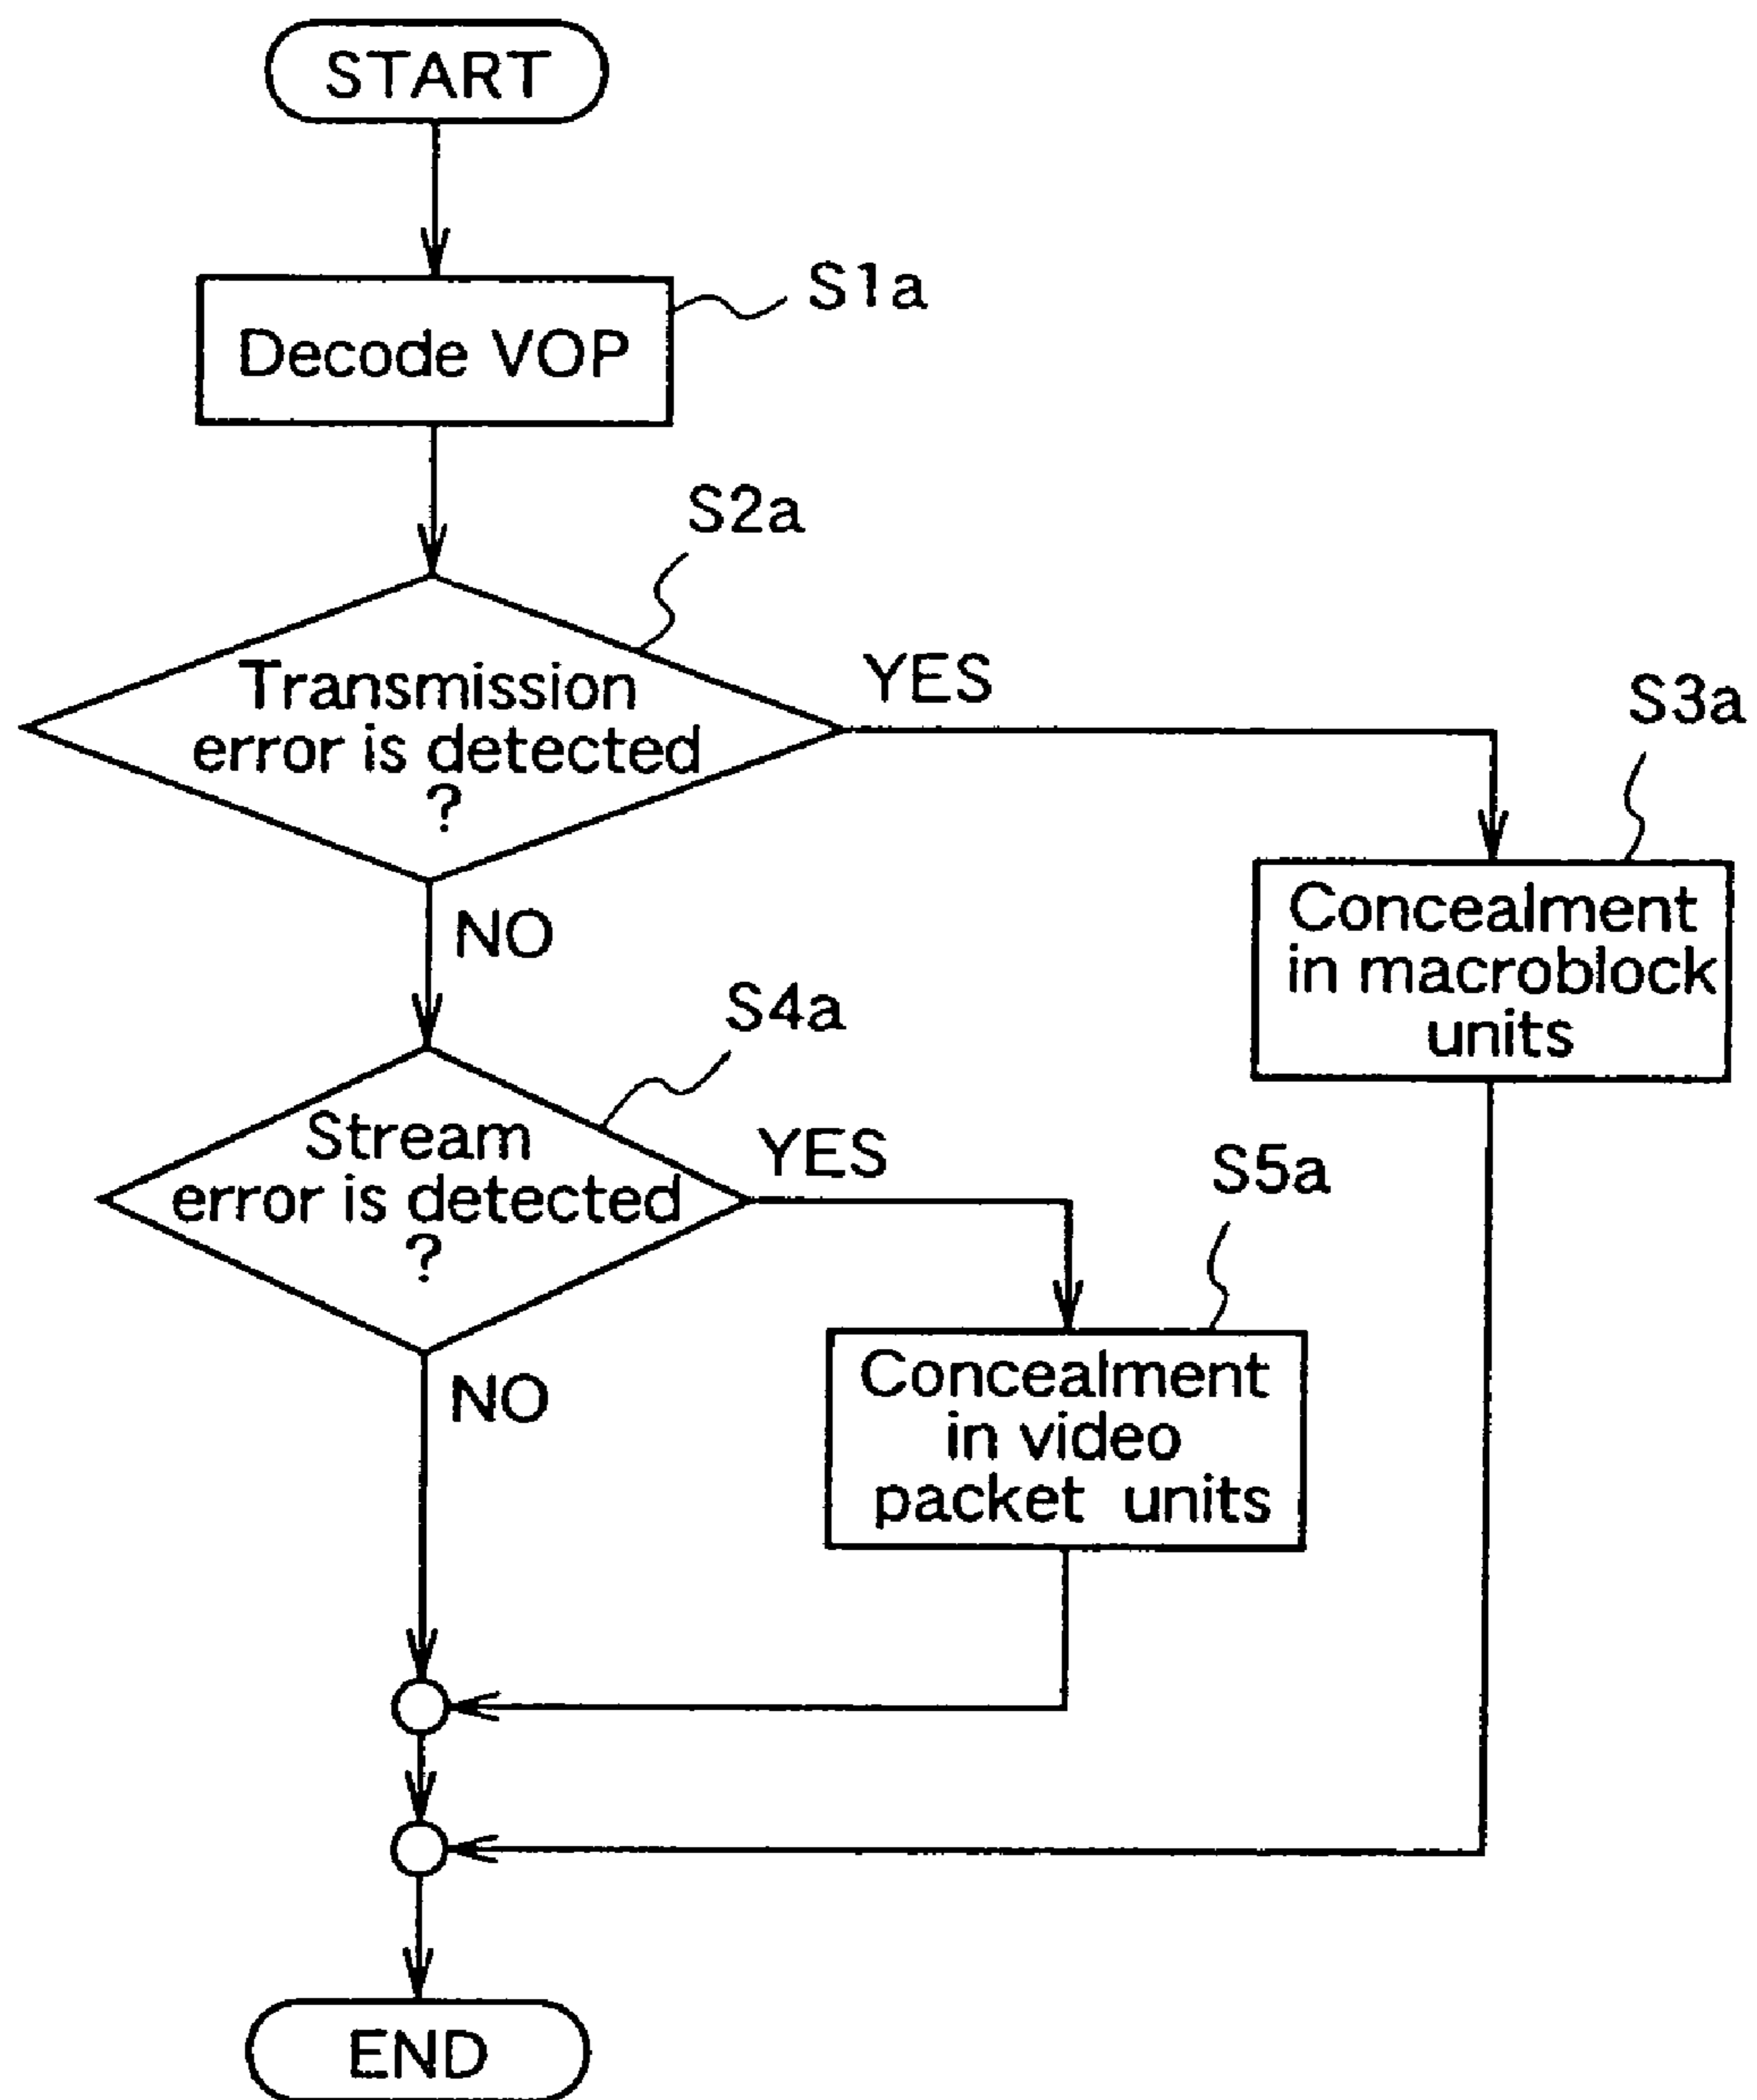 START
S1a
Decode VOP
S2a
Transmission
error is detected
?
YES
S3a
Concealment
in macroblock
units
NO
S4a
Stream
error is detected
?
YES
S5a
Concealment
in video
packet units
NO
END